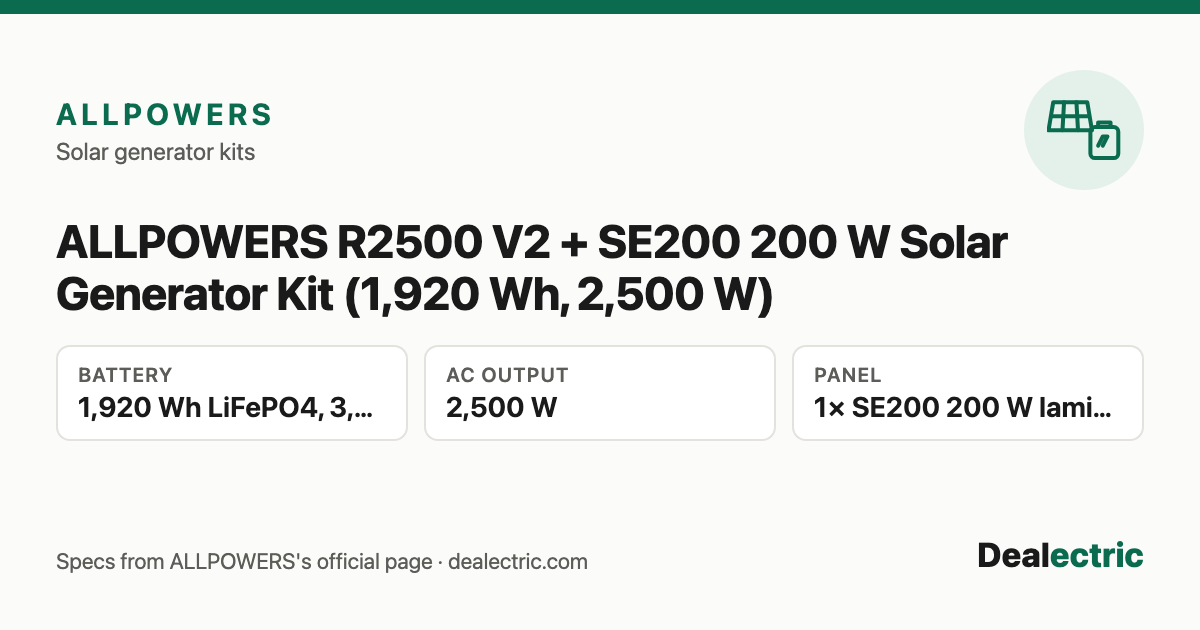 ALLPOWERS
Solar generator kits
ALLPOWERS R2500 V2 + SE200 200 W Solar
Generator Kit (1,920 Wh, 2,500 W)
BATTERY
1,920 Wh LiFePO4, 3,...
AC OUTPUT
2,500 W
PANEL
1× SE200 200 W lami...
Specs from ALLPOWERS's official page · dealectric.com
Dealectric